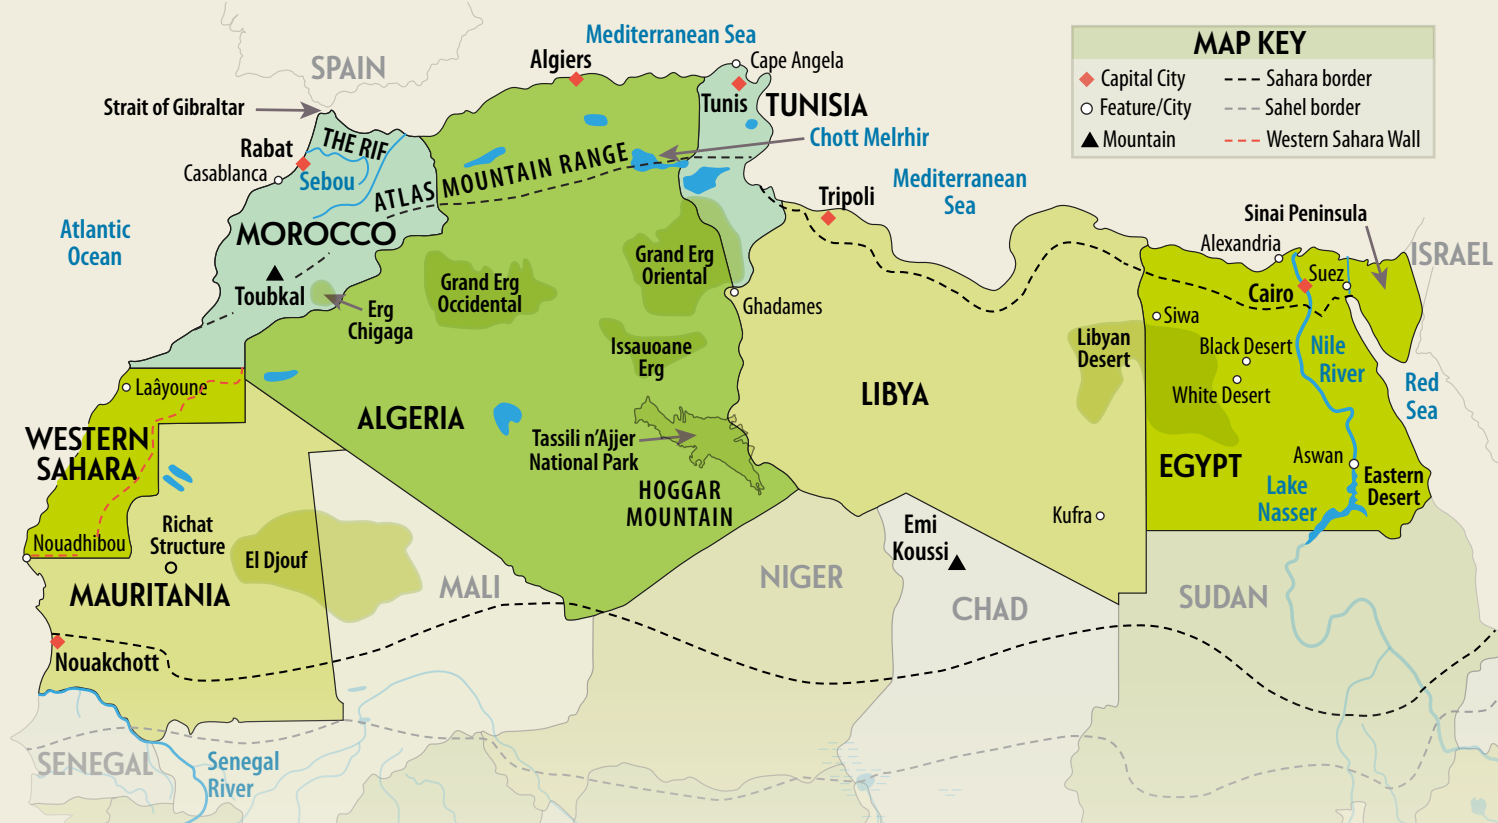 Mediterranean Sea
MAP KEY
Capital City
Sahara border
Feature/City
Sahel border
Mountain
Western Sahara Wall
SPAIN
Algiers
Cape Angela
Strait of Gibraltar
Tunis
TUNISIA
THE RIF
Chott Melrhir
Rabat
Casablanca
Sebou
ATLAS MOUNTAIN RANGE
Tripoli
Mediterranean
Sea
Atlantic
Ocean
MOROCCO
Sinai Peninsula
Alexandria
ISRAEL
Grand Erg
Oriental
Suez
Toubkal
Grand Erg
Occidental
Cairo
Erg
Chigaga
Ghadames
Siwa
Issauoane
Erg
Libyan
Desert
Black Desert
Nile
River
White Desert
Red
Sea
Laâyoune
LIBYA
ALGERIA
WESTERN
SAHARA
Tassili n’Ajjer
National Park
EGYPT
Aswan
Eastern
Desert
HOGGAR
MOUNTAIN
Lake
Nasser
Kufra
Emi
Koussi
Richat
Structure
Nouadhibou
El Djouf
MAURITANIA
MALI
NIGER
CHAD
SUDAN
Nouakchott
SENEGAL
Senegal
River